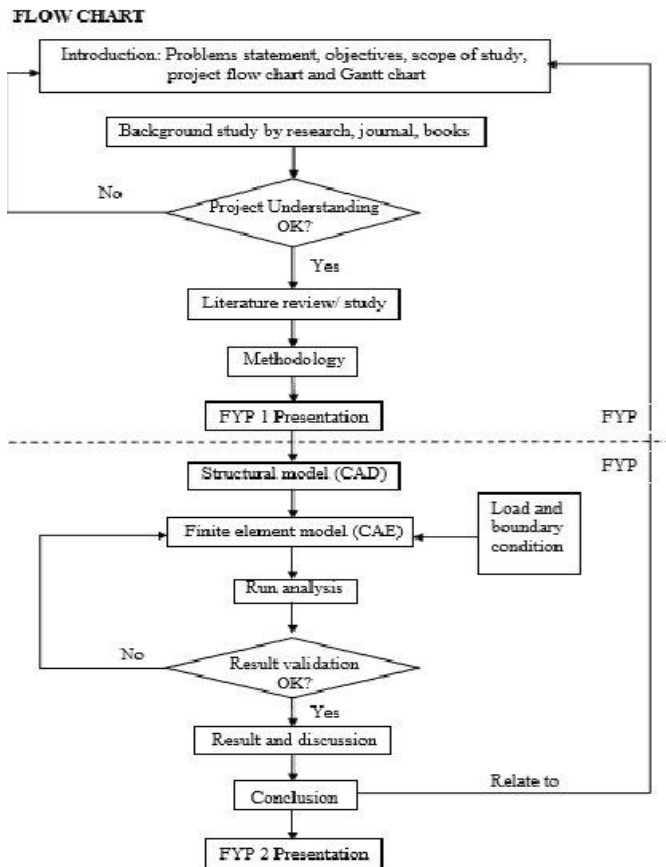 FLOW CHART
Introduction.: Problems statement, objectives, scope of study,
project flow chart and Gantt chart
Background study by research, journal, books
No
Project Understanding
OK?
Yes
Literature review/ study
Methodology
FYP 1 Presentation
FYP
FYP
Structural model (CAD)
Load and
boundary
condition
Finite element model (CAE)
Run analysis
No
Result validation
OK?
Yes
Result and discussion
Relate to
Conclusion
FYP 2 Presentation